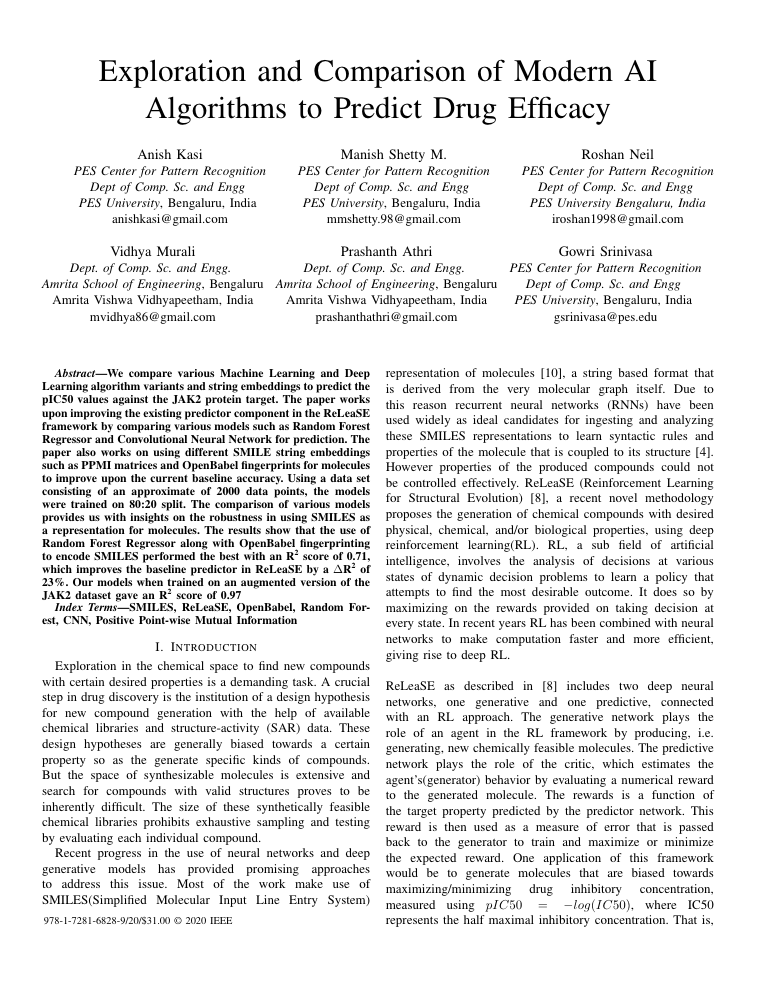 Exploration and Comparison of Modern AI
Algorithms to Predict Drug Efficacy
Anish Kasi
PES Center for Pattern Recognition
Dept of Comp. Sc. and Engg
PES University, Bengaluru, India
anishkasi@gmail.com
Manish Shetty M.
PES Center for Pattern Recognition
Dept of Comp. Sc. and Engg
PES University, Bengaluru, India
mmshetty.98@gmail.com
Roshan Neil
PES Center for Pattern Recognition
Dept of Comp. Sc. and Engg
PES University Bengaluru, India
iroshan1998@gmail.com
Vidhya Murali
Dept. of Comp. Sc. and Engg.
Amrita School of Engineering, Bengaluru
Amrita Vishwa Vidhyapeetham, India
mvidhya86@gmail.com
Prashanth Athri
Dept. of Comp. Sc. and Engg.
Amrita School of Engineering, Bengaluru
Amrita Vishwa Vidhyapeetham, India
prashanthathri@gmail.com
Gowri Srinivasa
PES Center for Pattern Recognition
Dept of Comp. Sc. and Engg
PES University, Bengaluru, India
gsrinivasa@pes.edu
Abstract—We compare various Machine Learning and Deep
Learning algorithm variants and string embeddings to predict the
pIC50 values against the JAK2 protein target. The paper works
upon improving the existing predictor component in the ReLeaSE
framework by comparing various models such as Random Forest
Regressor and Convolutional Neural Network for prediction. The
paper also works on using different SMILE string embeddings
such as PPMI matrices and OpenBabel fingerprints for molecules
to improve upon the current baseline accuracy. Using a data set
consisting of an approximate of 2000 data points, the models
were trained on 80:20 split. The comparison of various models
provides us with insights on the robustness in using SMILES as
a representation for molecules. The results show that the use of
Random Forest Regressor along with OpenBabel fingerprinting
to encode SMILES performed the best with an R² score of 0.71,
which improves the baseline predictor in ReLeaSE by a △R² of
23%. Our models when trained on an augmented version of the
JAK2 dataset gave an R² score of 0.97
Index Terms—SMILES, ReLeaSE, OpenBabel, Random For-
est, CNN, Positive Point-wise Mutual Information
I. INTRODUCTION
Exploration in the chemical space to find new compounds
with certain desired properties is a demanding task. A crucial
step in drug discovery is the institution of a design hypothesis
for new compound generation with the help of available
chemical libraries and structure-activity (SAR) data. These
design hypotheses are generally biased towards a certain
property so as the generate specific kinds of compounds.
But the space of synthesizable molecules is extensive and
search for compounds with valid structures proves to be
inherently difficult. The size of these synthetically feasible
chemical libraries prohibits exhaustive sampling and testing
by evaluating each individual compound.
Recent progress in the use of neural networks and deep
generative models has provided promising approaches
to address this issue. Most of the work make use of
SMILES(Simplified Molecular Input Line Entry System)
978-1-7281-6828-9/20/$31.00 © 2020 IEEE
representation of molecules [10], a string based format that
is derived from the very molecular graph itself. Due to
this reason recurrent neural networks (RNNs) have been
used widely as ideal candidates for ingesting and analyzing
these SMILES representations to learn syntactic rules and
properties of the molecule that is coupled to its structure [4].
However properties of the produced compounds could not
be controlled effectively. ReLeaSE (Reinforcement Learning
for Structural Evolution) [8], a recent novel methodology
proposes the generation of chemical compounds with desired
physical, chemical, and/or biological properties, using deep
reinforcement learning(RL). RL, a sub field of artificial
intelligence, involves the analysis of decisions at various
states of dynamic decision problems to learn a policy that
attempts to find the most desirable outcome. It does so by
maximizing on the rewards provided on taking decision at
every state. In recent years RL has been combined with neural
networks to make computation faster and more efficient,
giving rise to deep RL.
ReLeaSE as described in [8] includes two deep neural
networks, one generative and one predictive, connected
with an RL approach. The generative network plays the
role of an agent in the RL framework by producing, i.e.
generating, new chemically feasible molecules. The predictive
network plays the role of the critic, which estimates the
agent's(generator) behavior by evaluating a numerical reward
to the generated molecule. The rewards is a function of
the target property predicted by the predictor network. This
reward is then used as a measure of error that is passed
back to the generator to train and maximize or minimize
the expected reward. One application of this framework
would be to generate molecules that are biased towards
maximizing/minimizing drug inhibitory concentration,
measured using pIC50 = −log(IC50), where IC50
represents the half maximal inhibitory concentration. That is,